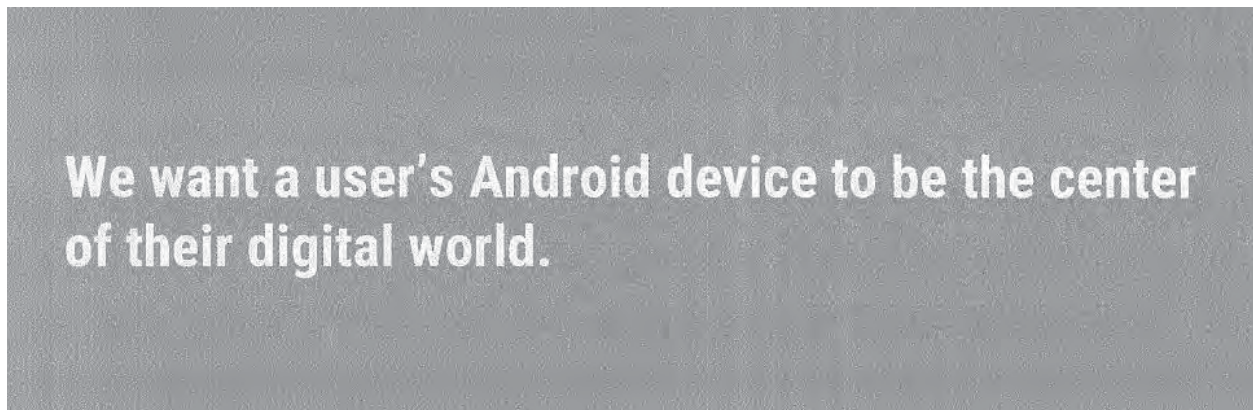 We want a user’s Android device to be the center
of their digital world.